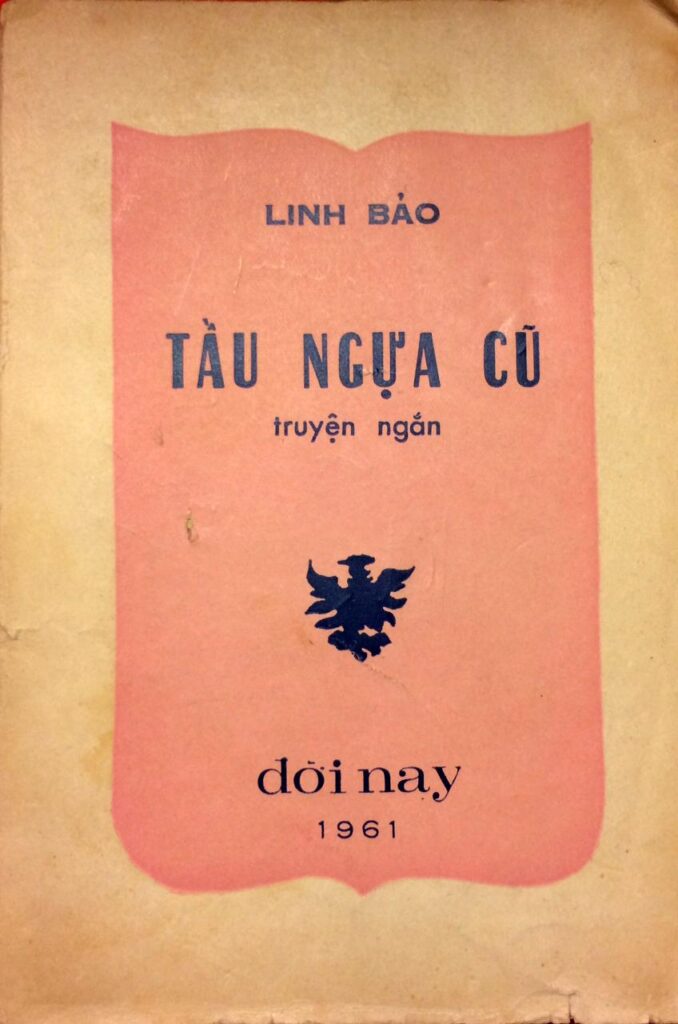 LINH BẢO
TẦU NGỰA CŨ
truyện ngắn
đời nay
1961